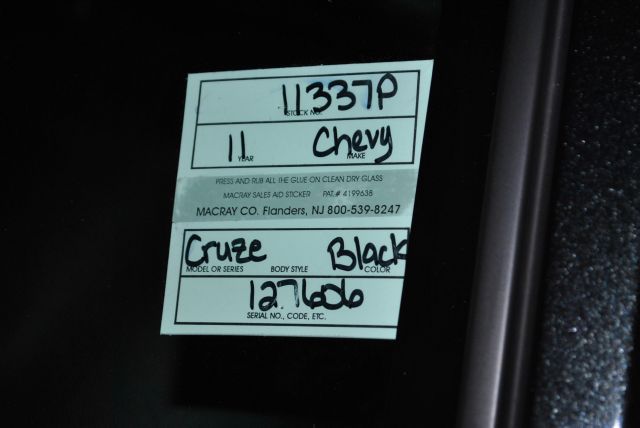 11337P
STOCK NO.
11 Chevy
YEAR MAKE
PRESS AND RUB ALL THE GLUE ON CLEAN DRY GLASS
MACRAY SALES AID STICKER PAT.# 4199638
MACRAY CO. Flanders, NJ 800-539-8247
Cruze Black
MODEL OR SERIES BODY STYLE COLOR
127606
SERIAL NO., CODE, ETC.